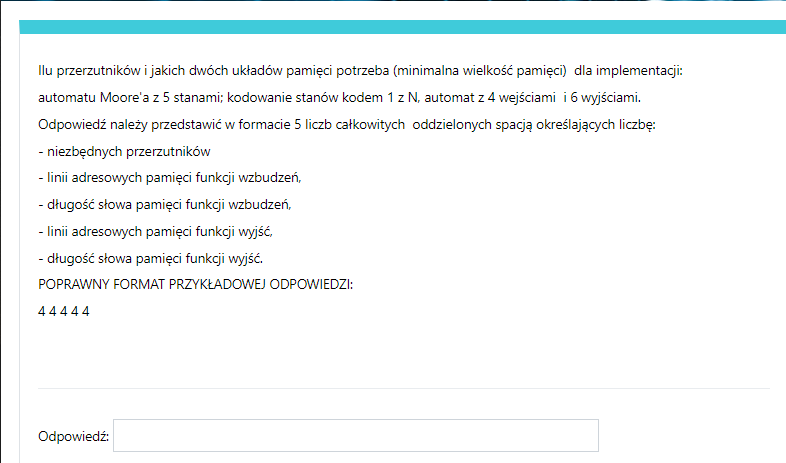 Ilu przerzutników i jakich dwóch układów pamięci potrzeba (minimalna wielkość pamięci) dla implementacji:
automatu Moore'a z 5 stanami; kodowanie stanów kodem 1 z N, automat z 4 wejściami i 6 wyjściami.
Odpowiedź należy przedstawić w formacie 5 liczb całkowitych oddzielonych spacją określających liczbę:
- niezbędnych przerzutników
- linii adresowych pamięci funkcji wzbudzeń,
- długość słowa pamięci funkcji wzbudzeń,
- linii adresowych pamięci funkcji wyjść,
- długość słowa pamięci funkcji wyjść.
POPRAWNY FORMAT PRZYKŁADOWEJ ODPOWIEDZI:
4 4 4 4 4
Odpowiedź: